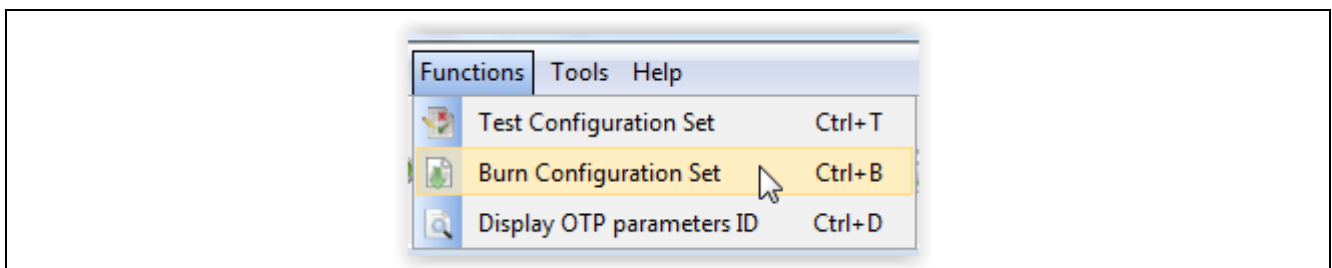 Functions Tools Help
Test Configuration Set Ctrl+T
Burn Configuration Set Ctrl+B
Display OTP parameters ID Ctrl+D